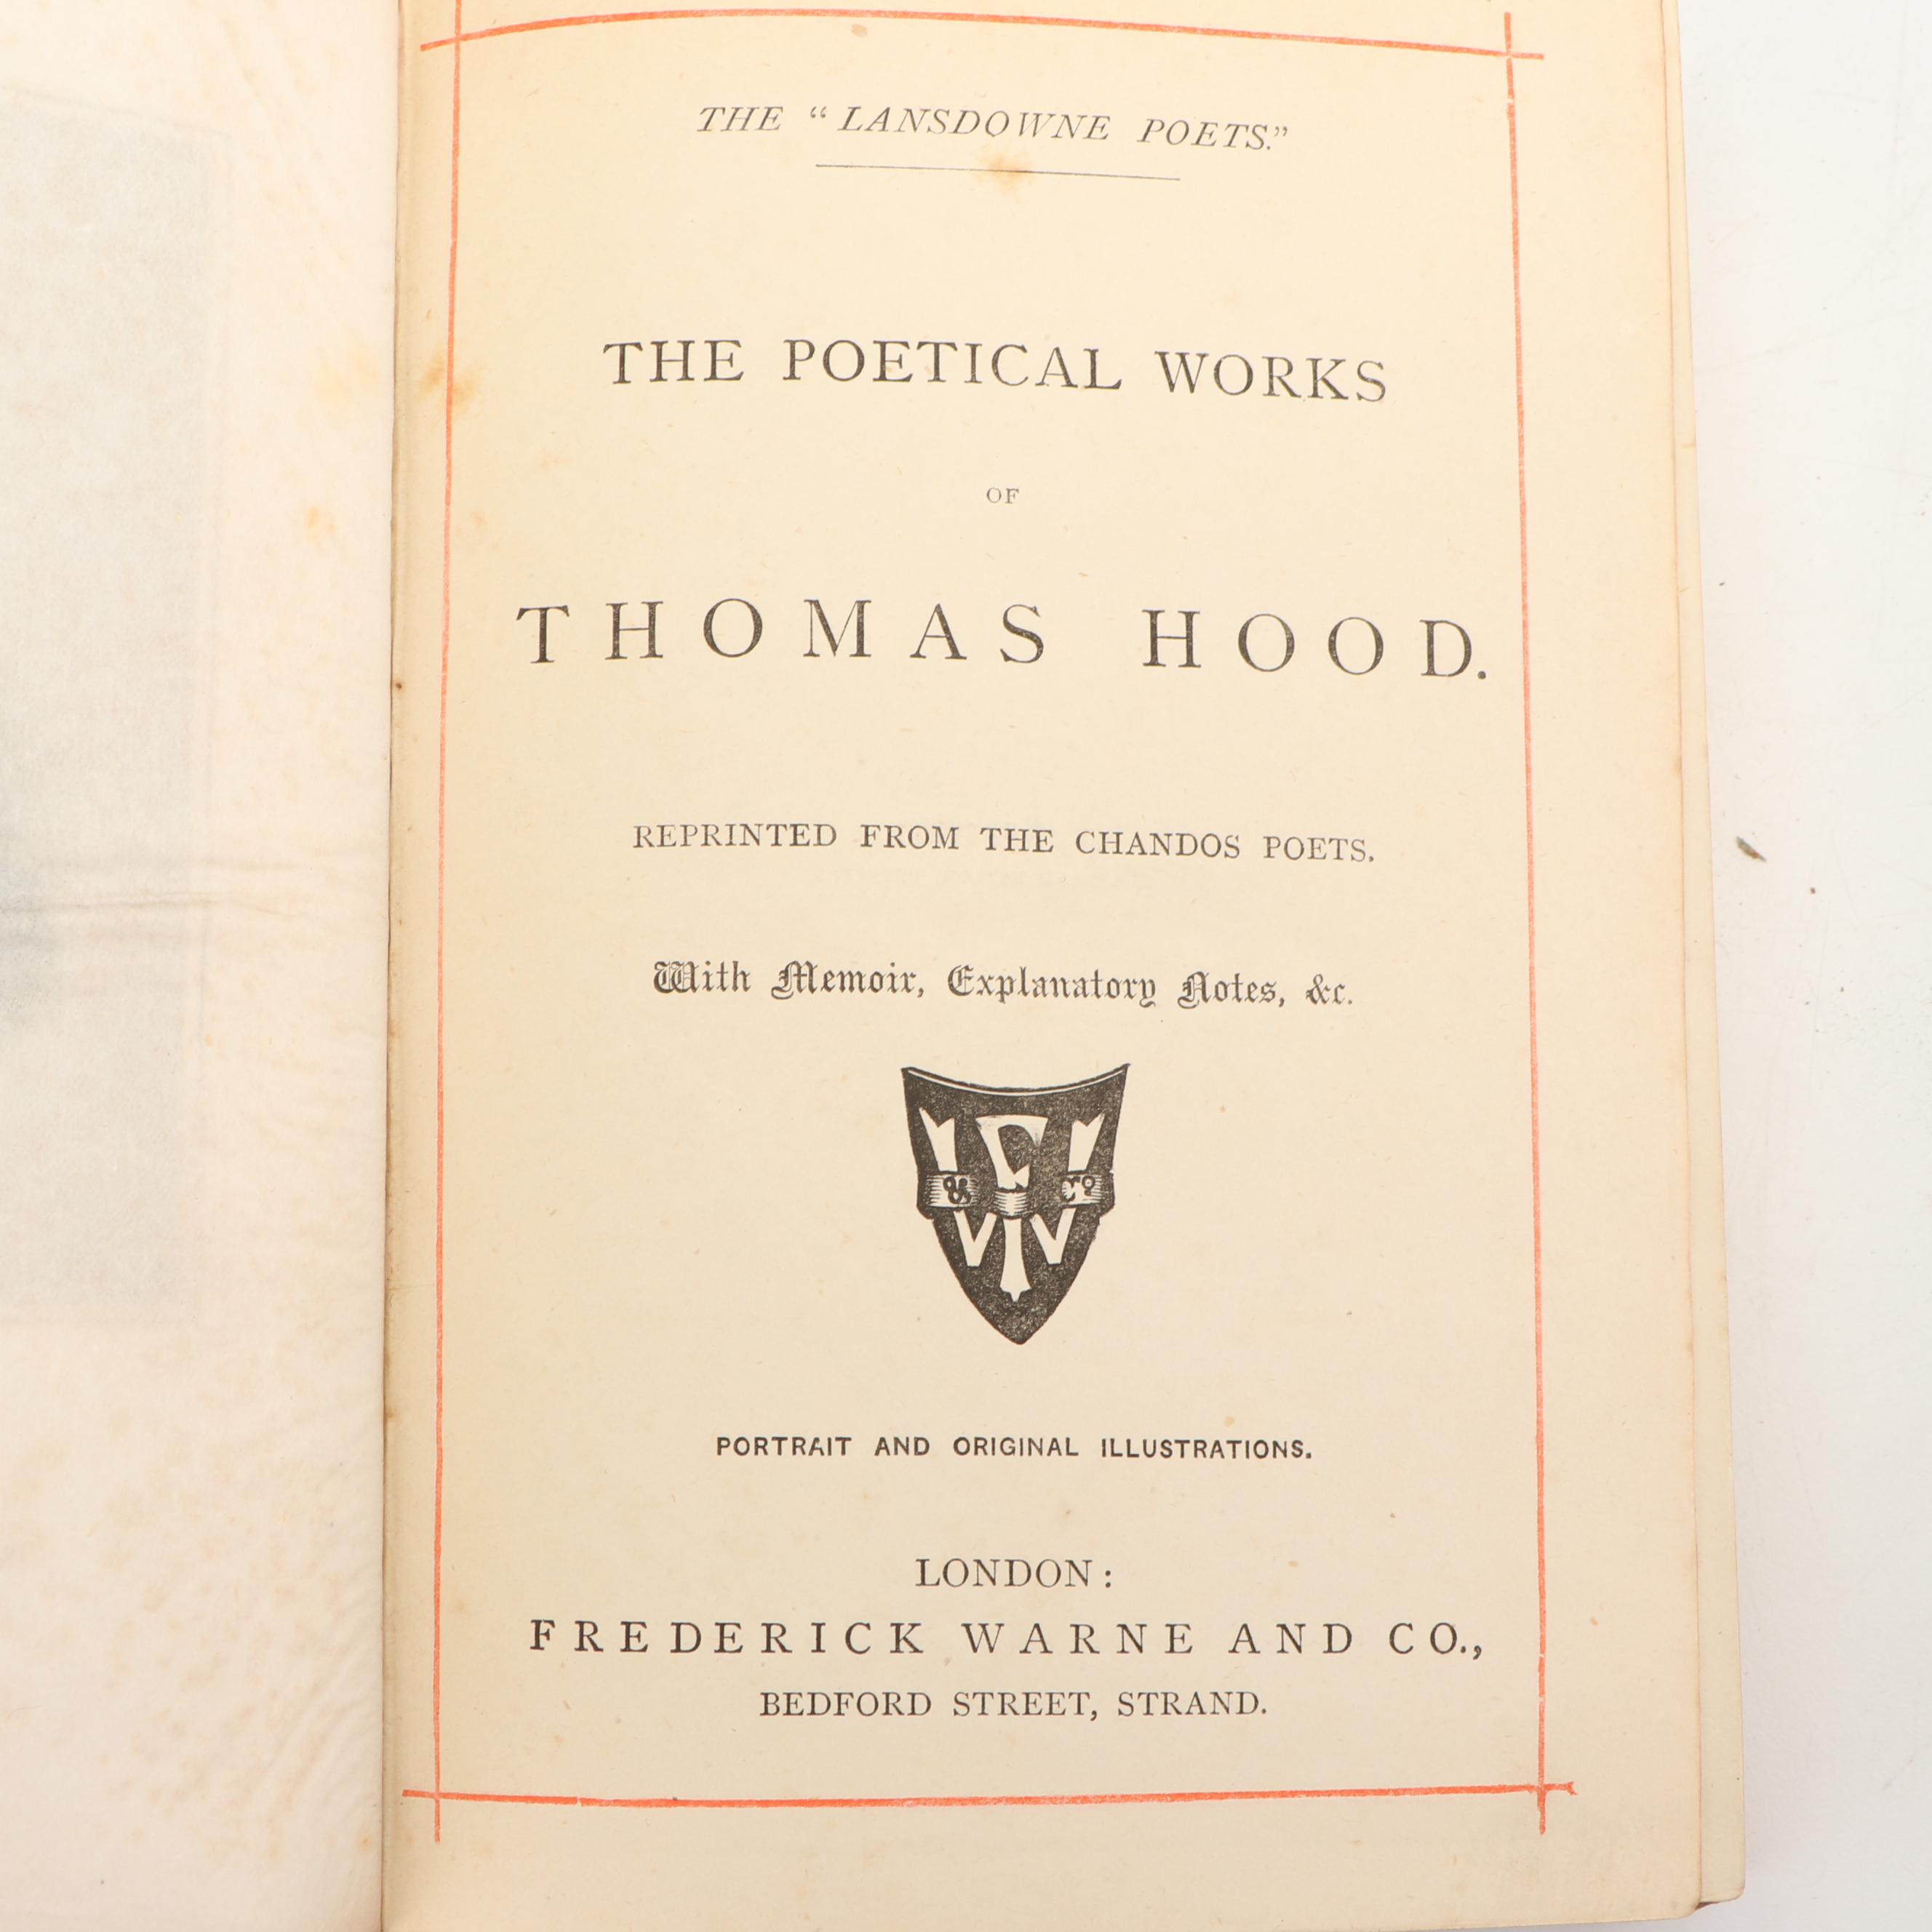 THE “LANSDOWNE POETS.”
THE POETICAL WORKS
OF
THOMAS HOOD.
REPRINTED FROM THE CHANDOS POETS.
With Memoir, Explanatory Notes, &c.
PORTRAIT AND ORIGINAL ILLUSTRATIONS.
LONDON:
FREDERICK WARNE AND CO.,
BEDFORD STREET, STRAND.